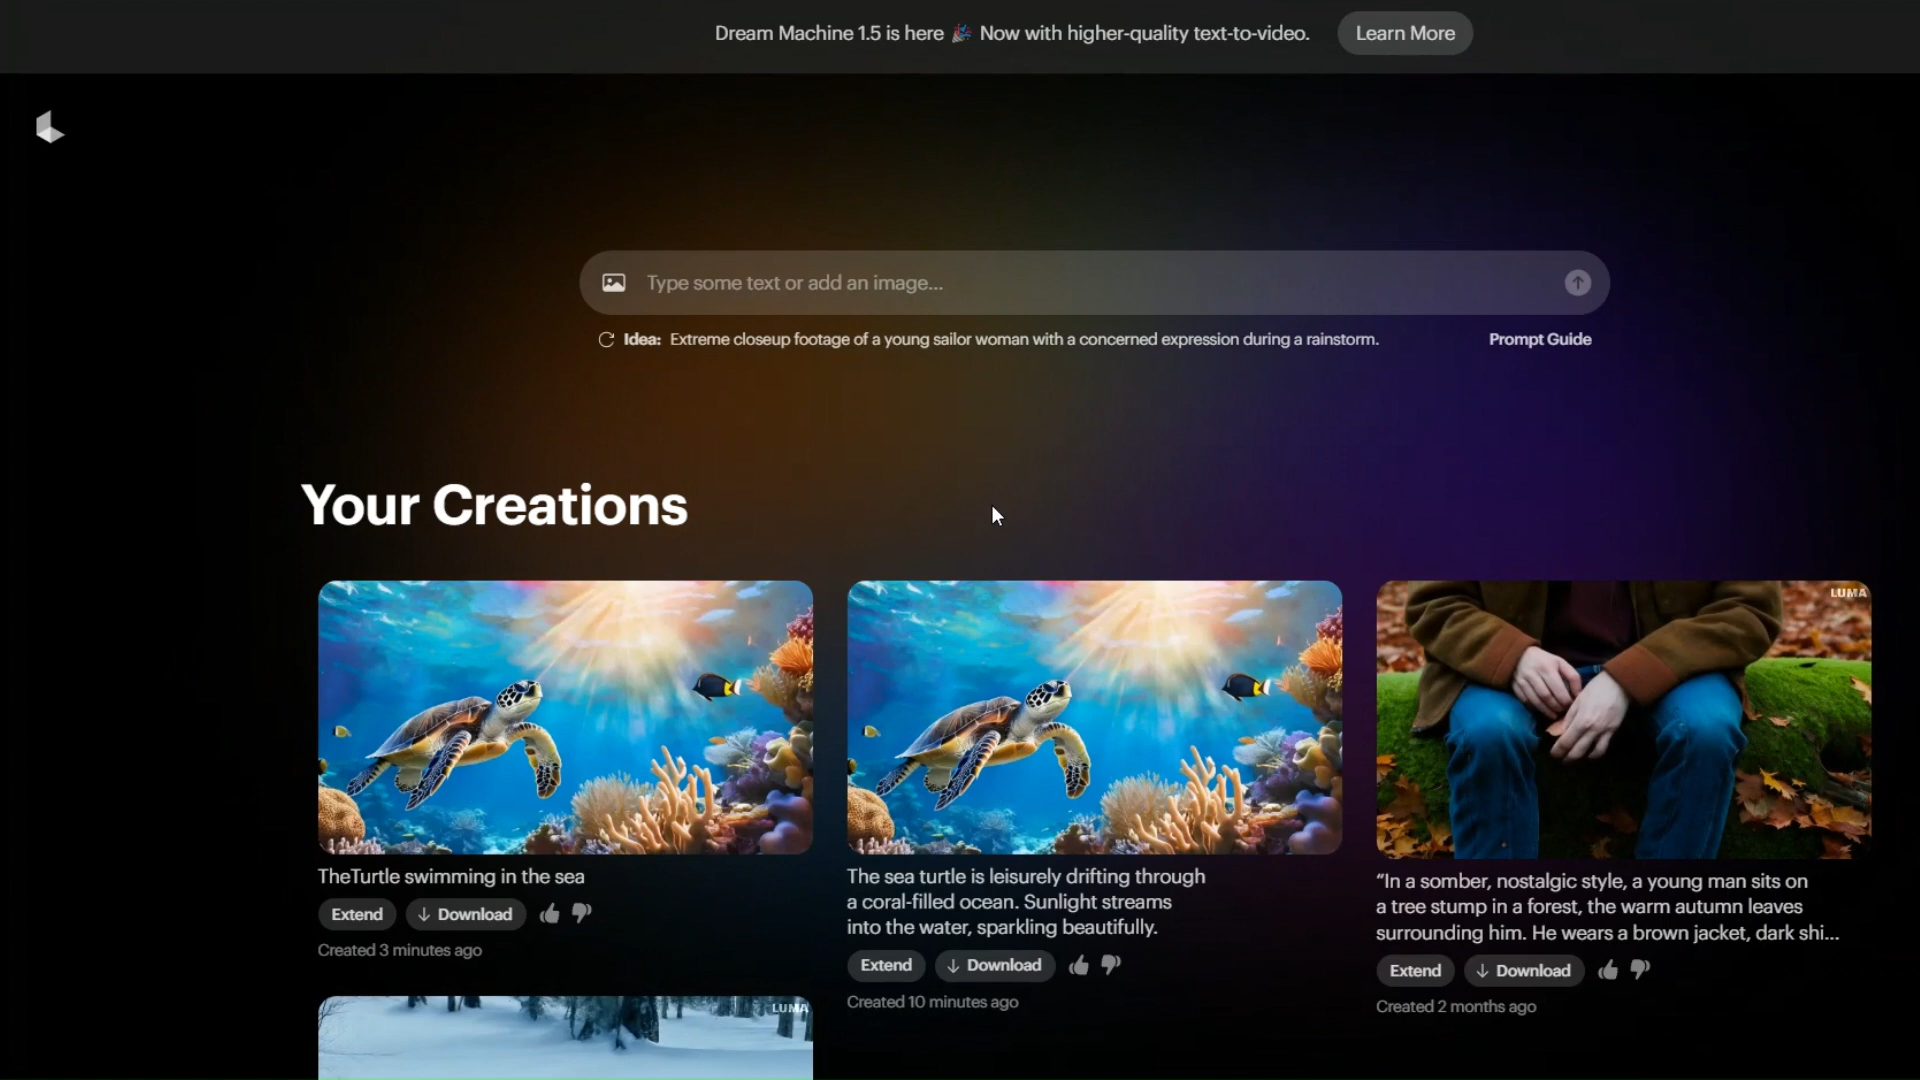 Dream Machine 1.5 is here 🎉 Now with higher-quality text-to-video.
Learn More
Type some text or add an image...
Idea: Extreme closeup footage of a young sailor woman with a concerned expression during a rainstorm.
Prompt Guide
Your Creations
TheTurtle swimming in the sea
Extend
Download
Created 3 minutes ago
The sea turtle is leisurely drifting through
a coral-filled ocean. Sunlight streams
into the water, sparkling beautifully.
Extend
Download
Created 10 minutes ago
LUMA
“In a somber, nostalgic style, a young man sits on
a tree stump in a forest, the warm autumn leaves
surrounding him. He wears a brown jacket, dark shi...
Extend
Download
Created 2 months ago
LUMA